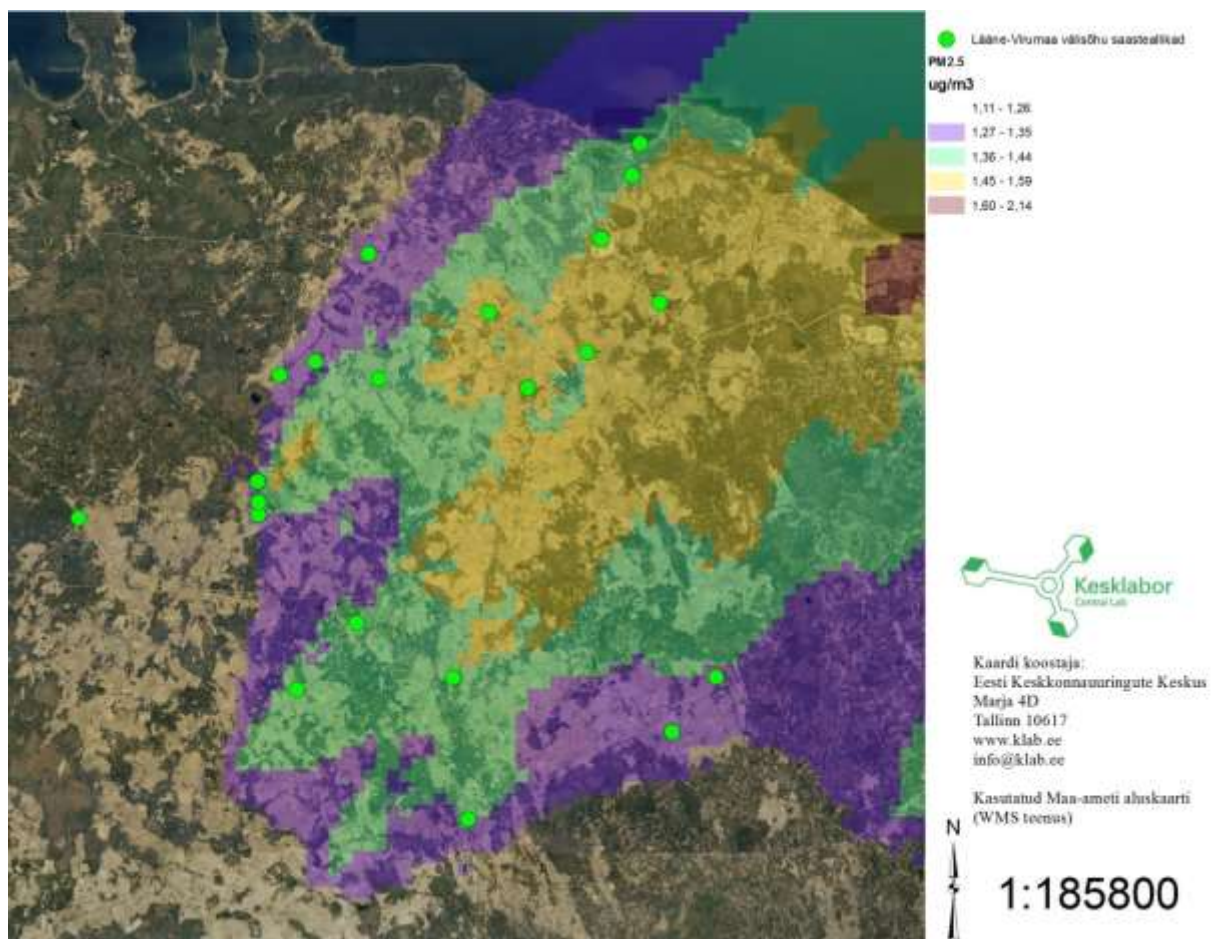 Lääne-Virumaa välisõhu saasteallikad
PM2.5
ug/m3
1,11 - 1,26
1,27 - 1,35
1,36 - 1,44
1,45 - 1,59
1,60 - 2,14
Kesklabor
Central Lab
Kaardi koostaja:
Eesti Keskkonnauuringute Keskus
Marja 4D
Tallinn 10617
www.klab.ee
info@klab.ee
Kasutatud Maa-ameti aluskaarti
(WMS teenus)
N
1:185800